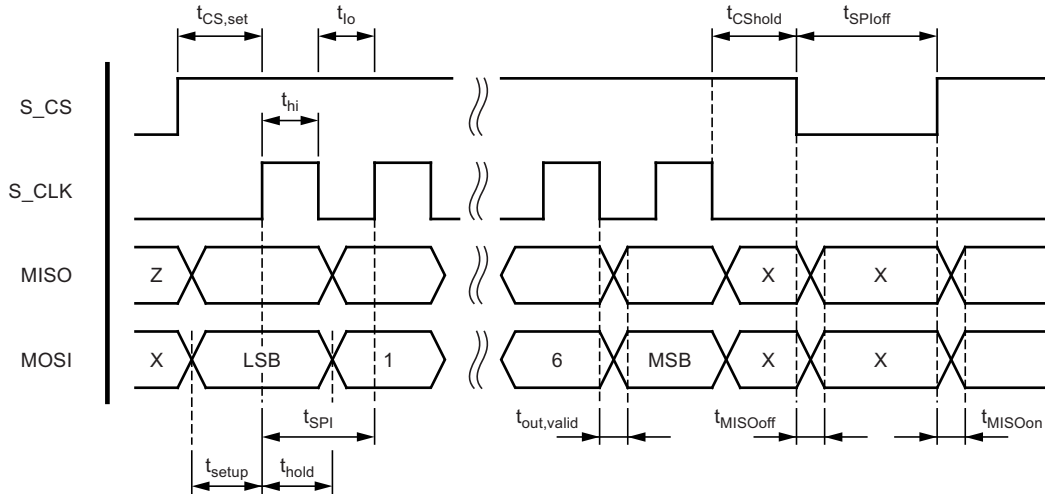 tCS,set
tlo
tCShold
tSPIoff
S_CS
thi
S_CLK
MISO
Z
X
X
MOSI
X
LSB
1
6
MSB
X
X
tSPI
tout,valid
tMISOoff
tMISOon
tsetup
thold